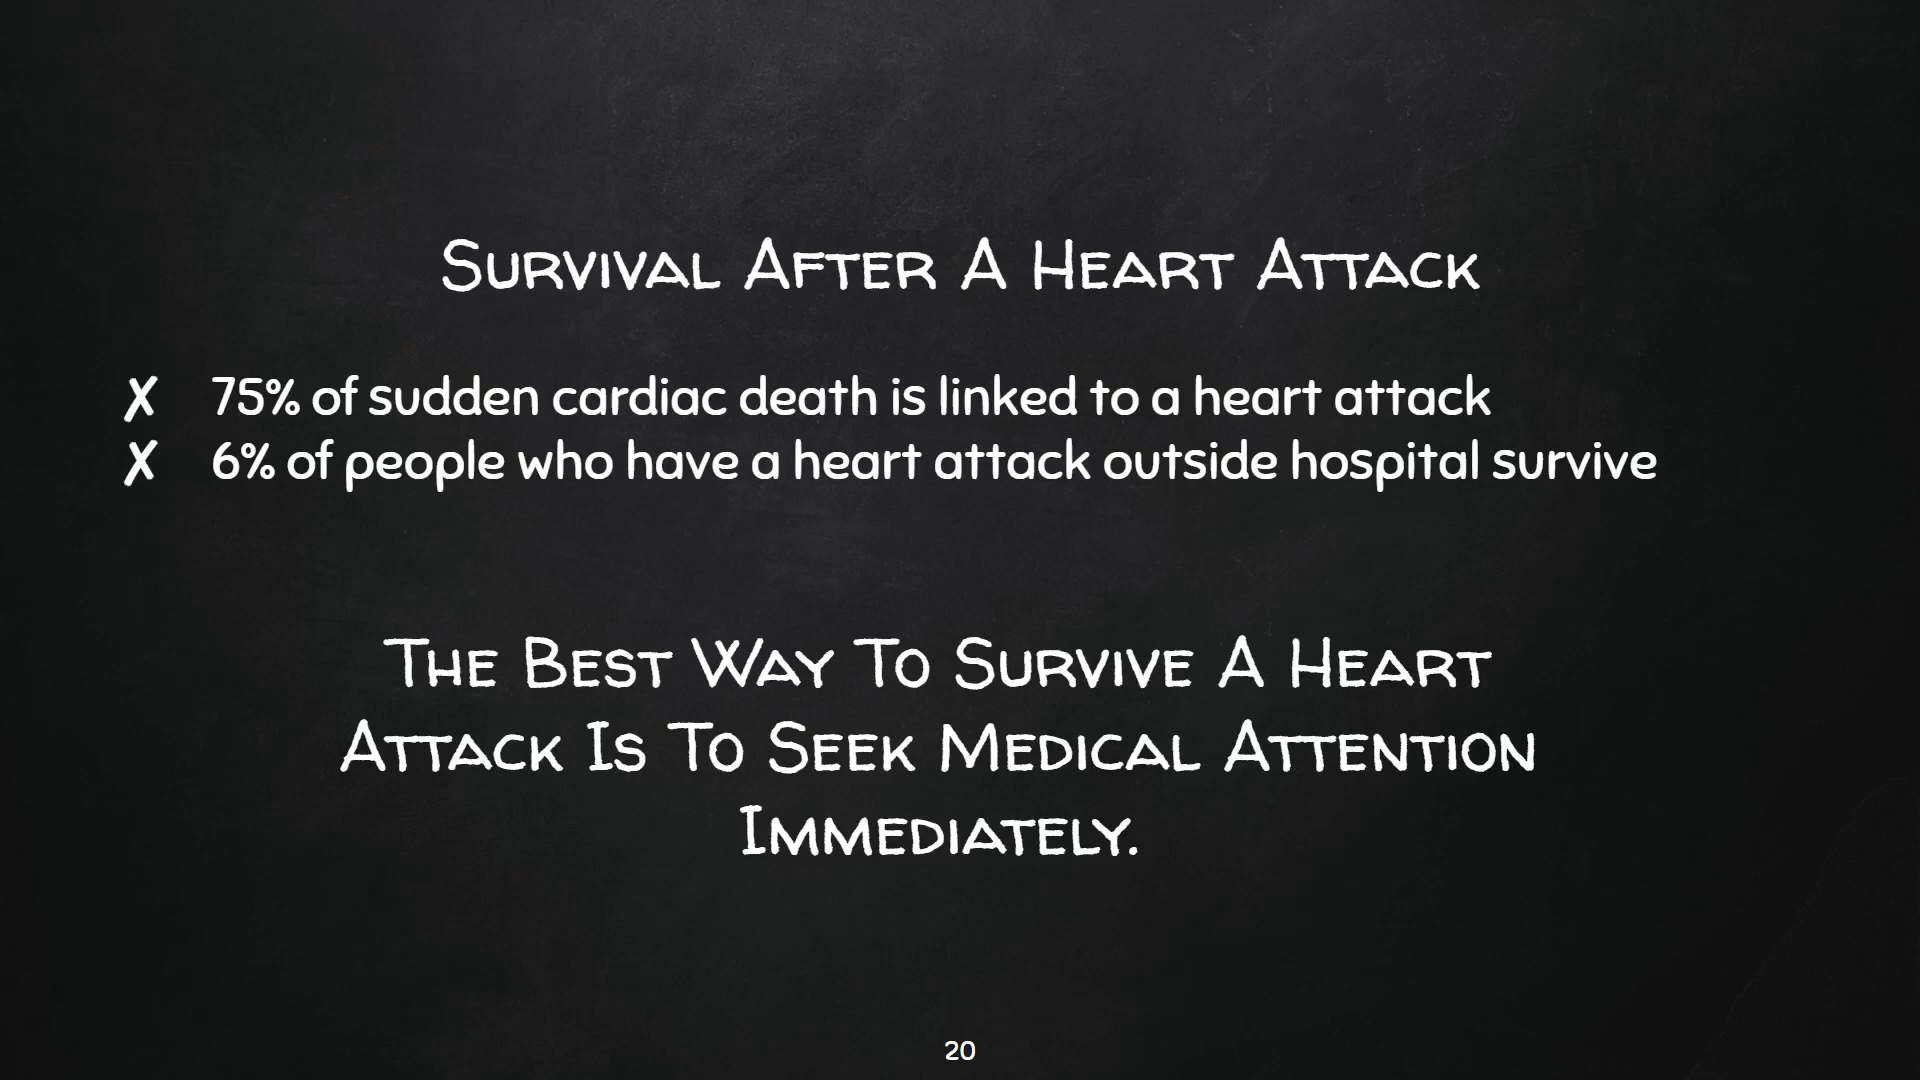 Survival After A Heart Attack
✗ 75% of sudden cardiac death is linked to a heart attack
✗ 6% of people who have a heart attack outside hospital survive
The Best Way To Survive A Heart
Attack Is To Seek Medical Attention
Immediately.
20